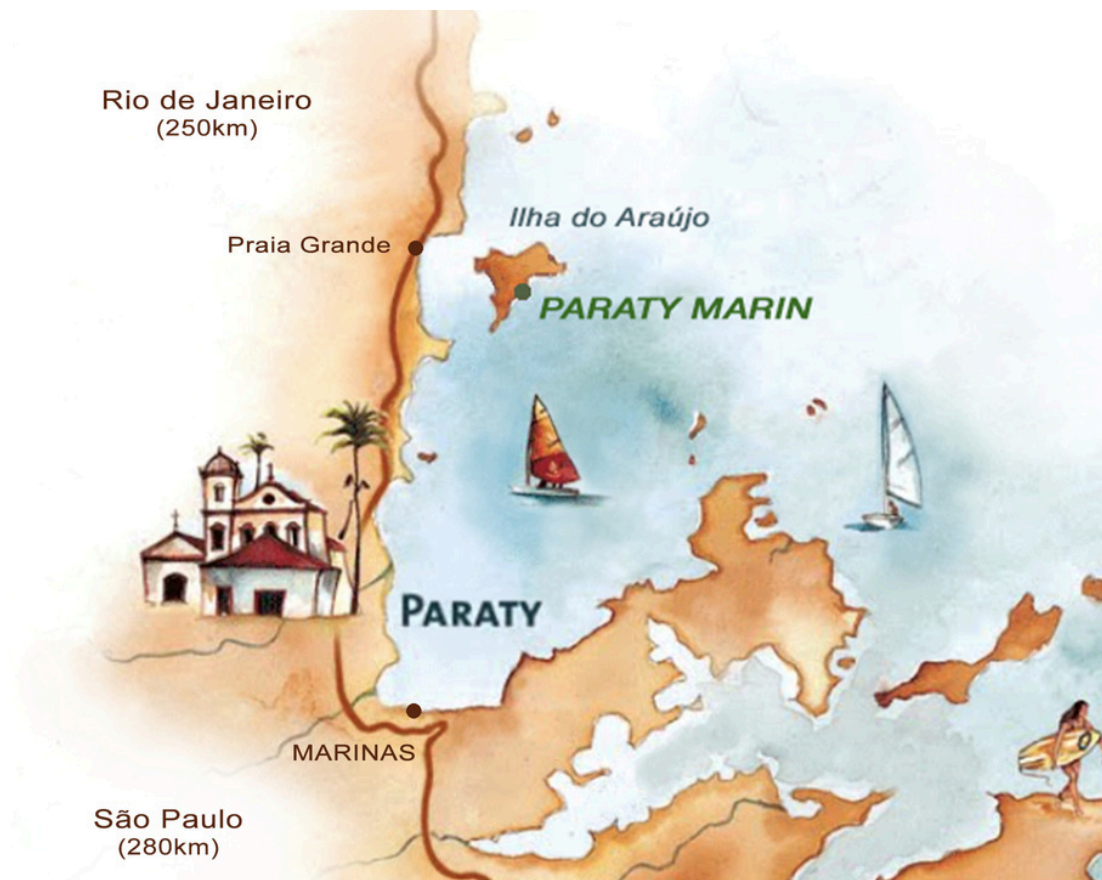 Rio de Janeiro
(250km)
Ilha do Araújo
Praia Grande
PARATY MARIN
PARATY
MARINAS
São Paulo
(280km)